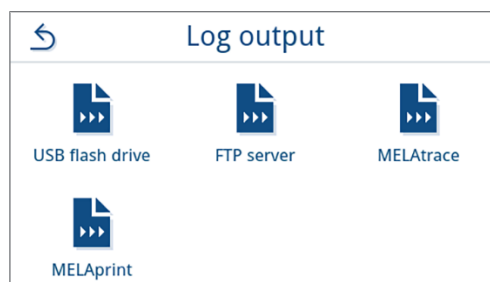 Log output
USB flash drive
FTP server
MELAtrace
MELAprint